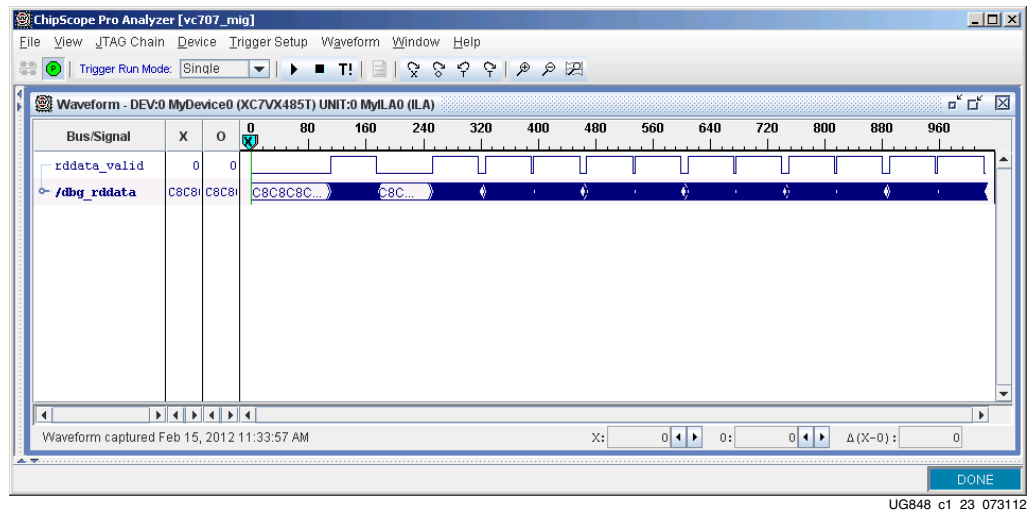 ChipScope Pro Analyzer [vc707_mig]
File View JTAG Chain Device Trigger Setup Waveform Window Help
P Trigger Run Mode: Single T!
Waveform - DEV:0 MyDevice0 (XC7VX485T) UNIT:0 MyILA0 (ILA)
Bus/Signal X O 0 80 160 240 320 400 480 560 640 720 800 880 960
X
rddata_valid 0 0
/dbg_rddata C8C8 C8C8 C8C8C8C... C8C...
Waveform captured Feb 15, 2012 11:33:57 AM X: 0 O: 0 Δ(X-O): 0
DONE
UG848_c1_23_073112